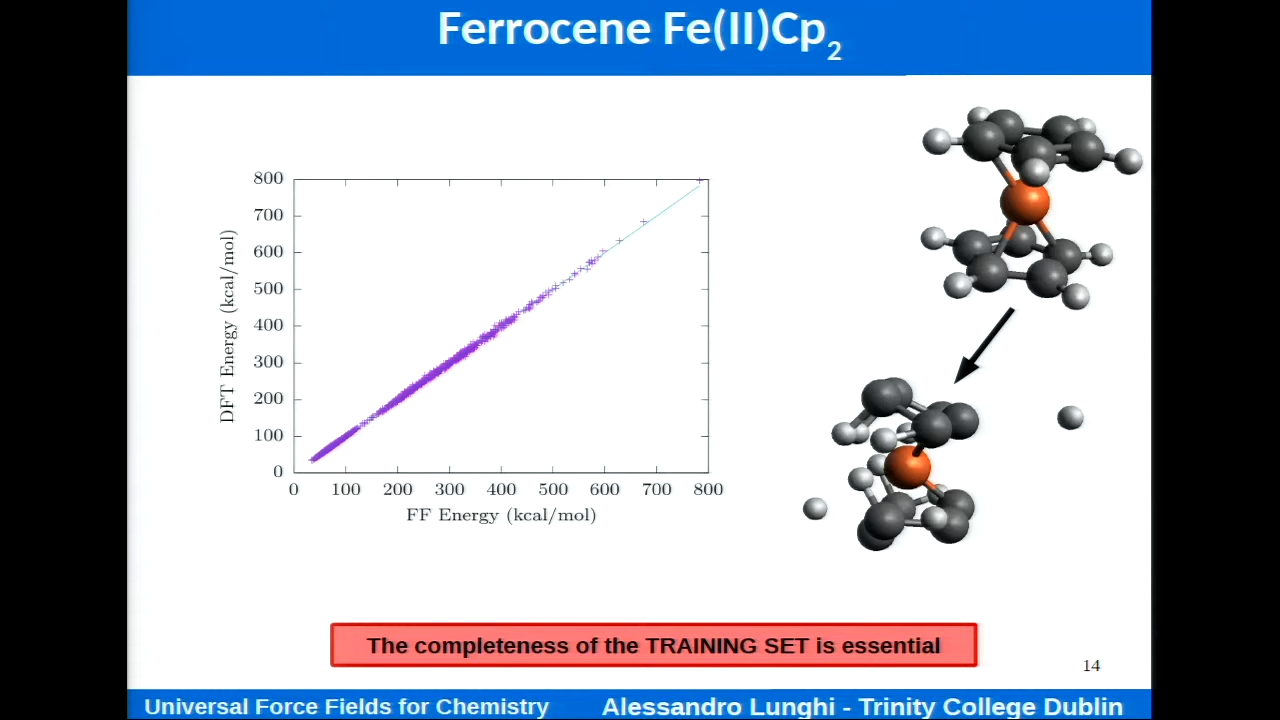 Ferrocene Fe(II)Cp2
800
700
600
500
400
300
200
100
0
DFT Energy (kcal/mol)
0 100 200 300 400 500 600 700 800
FF Energy (kcal/mol)
The completeness of the TRAINING SET is essential
14
Universal Force Fields for Chemistry
Alessandro Lunghi - Trinity College Dublin